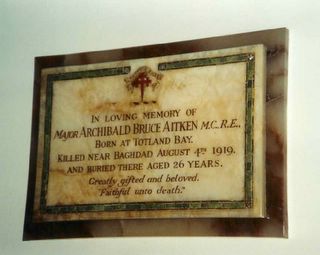 IN LOVING MEMORY OF
MAJOR ARCHIBALD BRUCE AITKEN M.C., R.E.,
BORN AT TOTLAND BAY.
KILLED NEAR BAGHDAD AUGUST 4TH 1919,
AND BURIED THERE AGED 26 YEARS.
Greatly gifted and beloved.
"Faithful unto death."